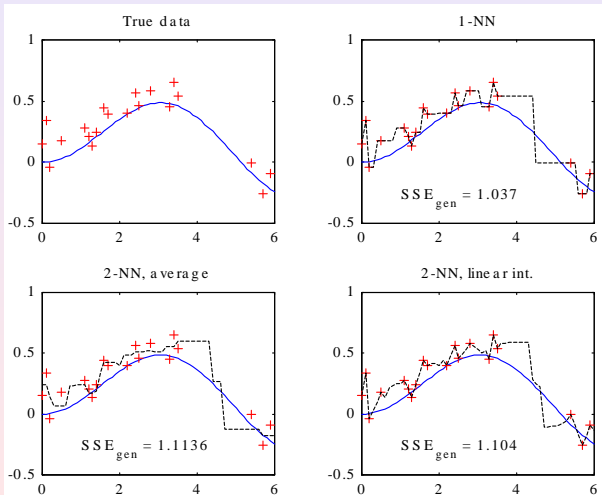 True data
1-NN
1
0.5
0
-0.5
0 2 4 6
1
0.5
0
-0.5
0 2 4 6
SSE_gen = 1.037
2-NN, average
2-NN, linear int.
1
0.5
0
-0.5
0 2 4 6
SSE_gen = 1.1136
1
0.5
0
-0.5
0 2 4 6
SSE_gen = 1.104